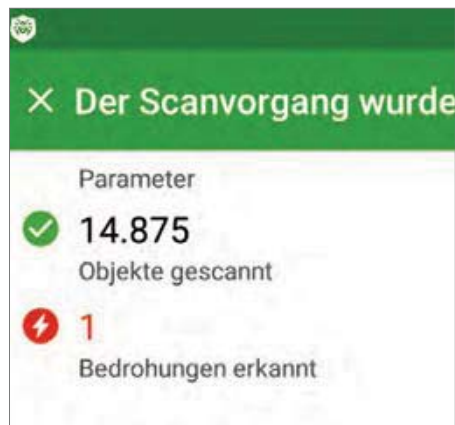 Der Scanvorgang wurde
Parameter
14.875
Objekte gescannt
1
Bedrohungen erkannt